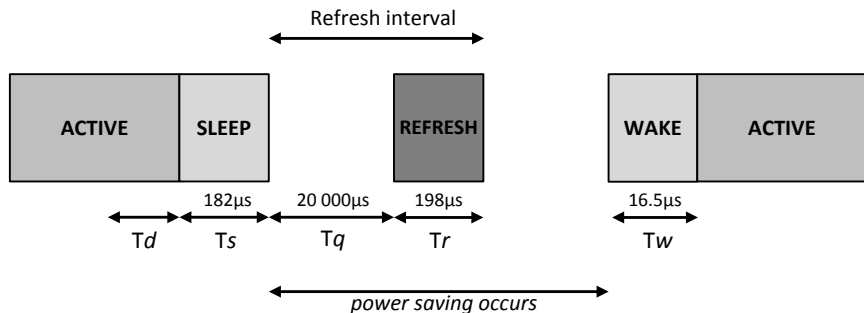 Refresh interval
ACTIVE SLEEP REFRESH WAKE ACTIVE
182µs 20 000µs 198µs 16.5µs
Td Ts Tq Tr Tw
power saving occurs